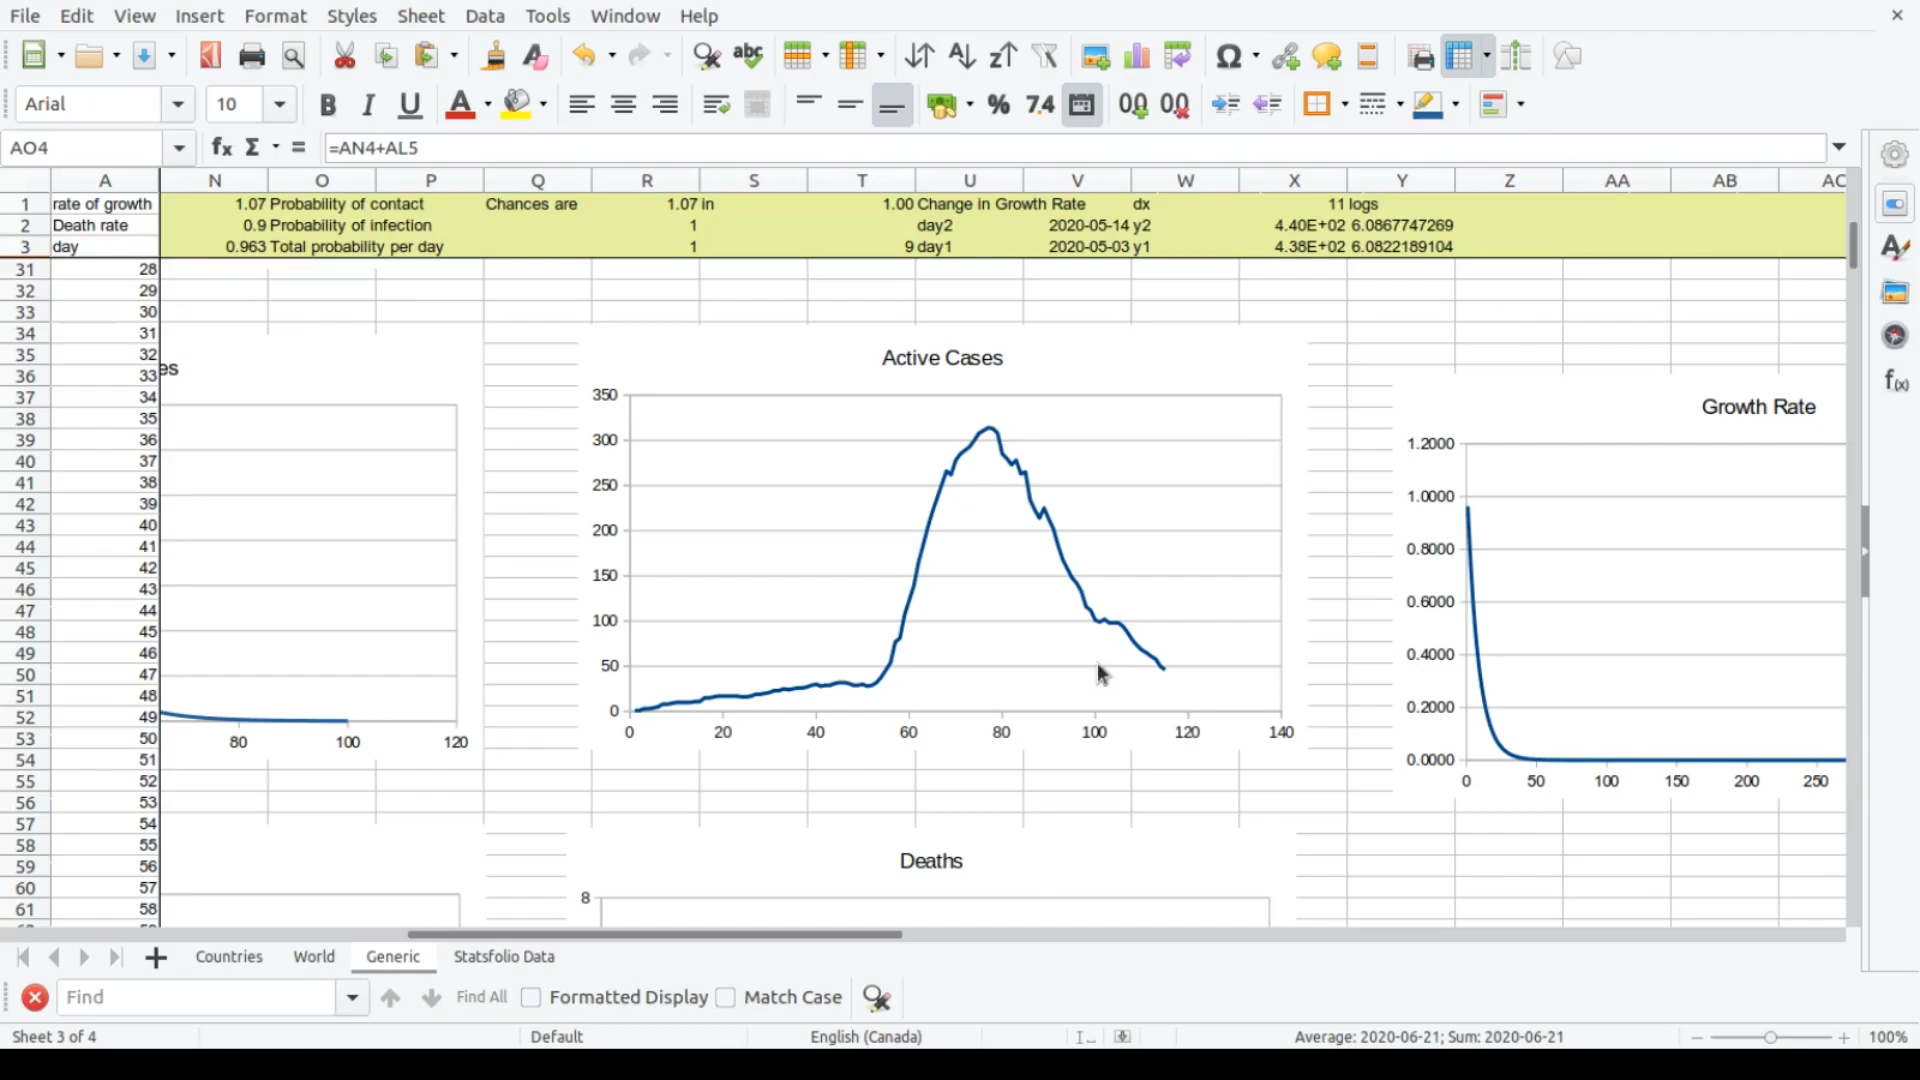 File Edit View Insert Format Styles Sheet Data Tools Window Help
Arial 10
AO4 =AN4+AL5
A N O P Q R S T U V W X Y Z AA AB AC
1 rate of growth 1.07 Probability of contact Chances are 1.07 in 1.00 Change in Growth Rate dx 11 logs
2 Death rate 0.9 Probability of infection 1 day2 2020-05-14 y2 4.40E+02 6.0867747269
3 day 0.963 Total probability per day 1 9 day1 2020-05-03 y1 4.38E+02 6.0822189104
31 28
32 29
33 30
34 31
35 32
36 33
37 34
38 35
39 36
40 37
41 38
42 39
43 40
44 41
45 42
46 43
47 44
48 45
49 46
50 47
51 48
52 49
53 50
54 51
55 52
56 53
57 54
58 55
59 56
60 57
61 58
es
80 100 120
Active Cases
350
300
250
200
150
100
50
0
0 20 40 60 80 100 120 140
Growth Rate
1.2000
1.0000
0.8000
0.6000
0.4000
0.2000
0.0000
0 50 100 150 200 250
Deaths
8
Countries World Generic Statsfolio Data
Find Find All Formatted Display Match Case
Sheet 3 of 4 Default English (Canada) Average: 2020-06-21; Sum: 2020-06-21 100%